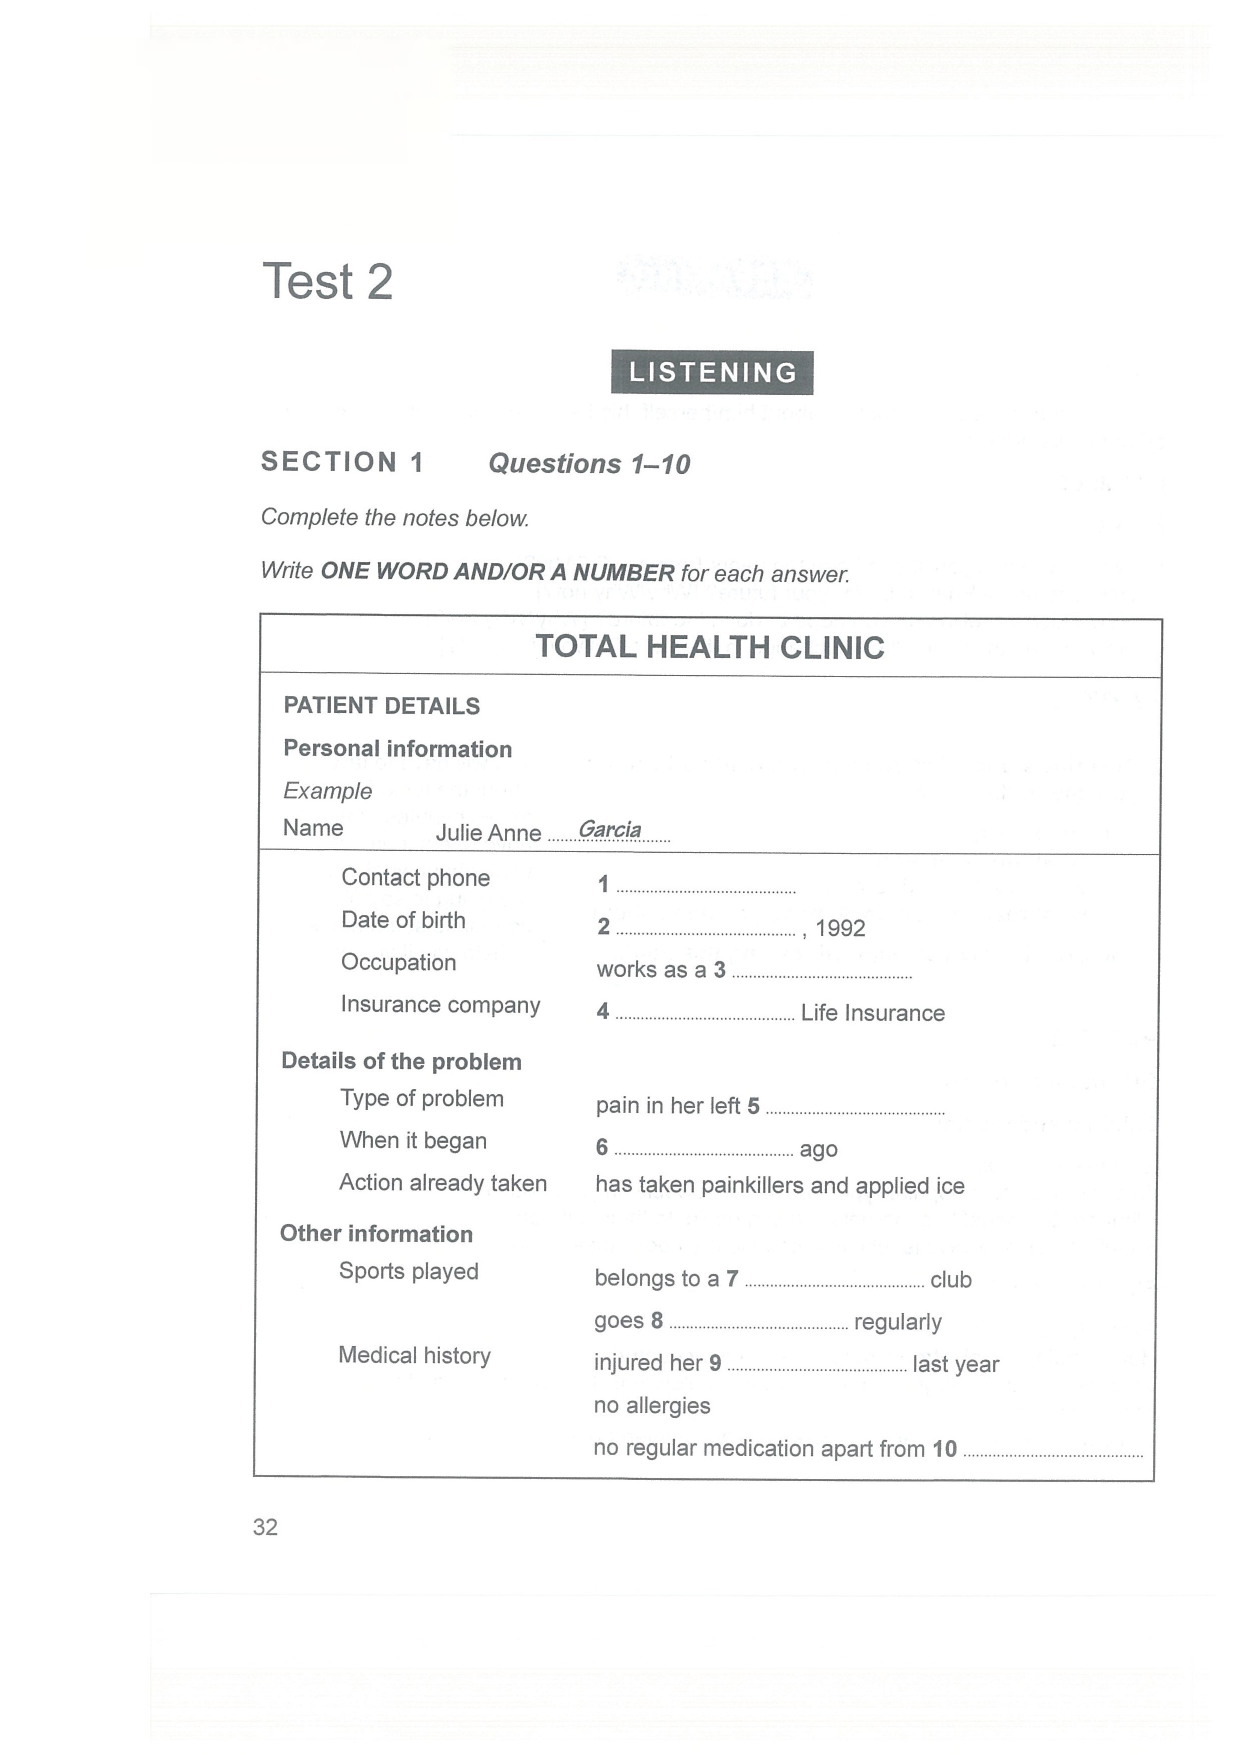 Test 2
LISTENING
SECTION 1 Questions 1–10
Complete the notes below.
Write ONE WORD AND/OR A NUMBER for each answer.
TOTAL HEALTH CLINIC
PATIENT DETAILS
Personal information
Example
Name Julie Anne ......Garcia......
Contact phone 1 ..............................
Date of birth 2 .............................. , 1992
Occupation works as a 3 ..............................
Insurance company 4 .............................. Life Insurance
Details of the problem
Type of problem pain in her left 5 ..............................
When it began 6 .............................. ago
Action already taken has taken painkillers and applied ice
Other information
Sports played belongs to a 7 .............................. club
goes 8 .............................. regularly
Medical history injured her 9 .............................. last year
no allergies
no regular medication apart from 10 ..............................
32